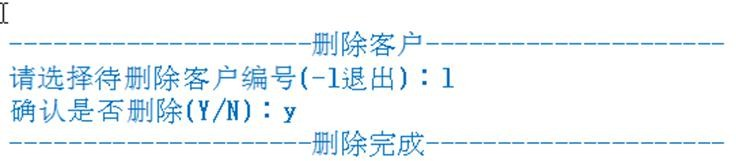 ---------------------删除客户---------------------
请选择待删除客户编号(-1退出)：1
确认是否删除(Y/N)：y
---------------------删除完成---------------------